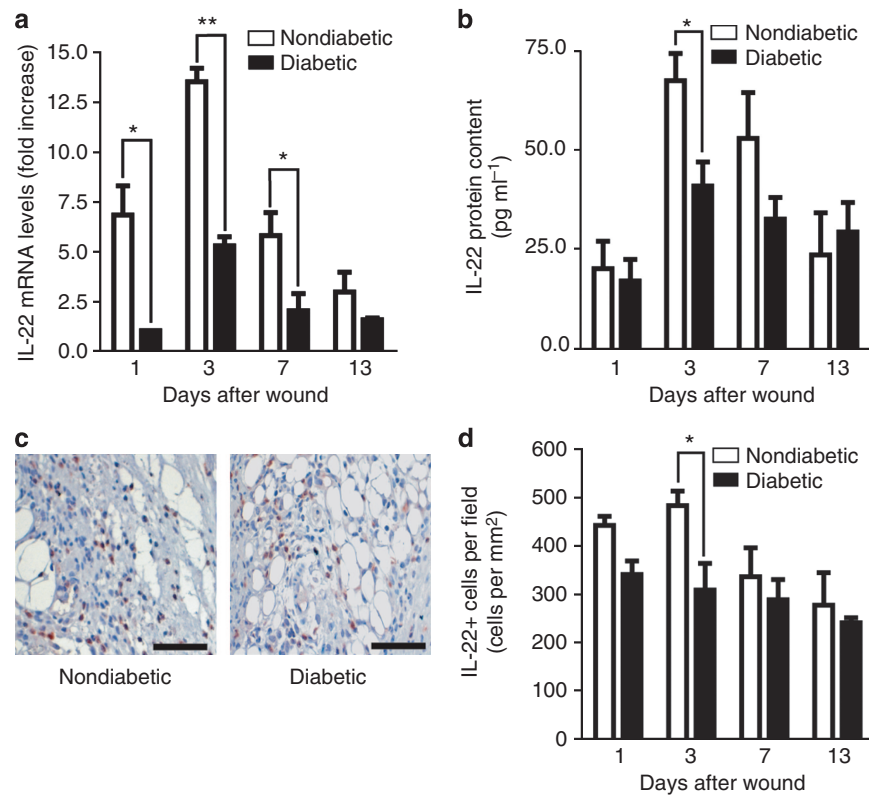 a
**
Nondiabetic
Diabetic
*
*
IL-22 mRNA levels (fold increase)
15.0
12.5
10.0
7.5
5.0
2.5
0.0
1 3 7 13
Days after wound
b
*
Nondiabetic
Diabetic
IL-22 protein content
(pg ml⁻¹)
75.0
50.0
25.0
0.0
1 3 7 13
Days after wound
c
Nondiabetic Diabetic
d
*
Nondiabetic
Diabetic
IL-22+ cells per field
(cells per mm²)
600
500
400
300
200
100
0
1 3 7 13
Days after wound